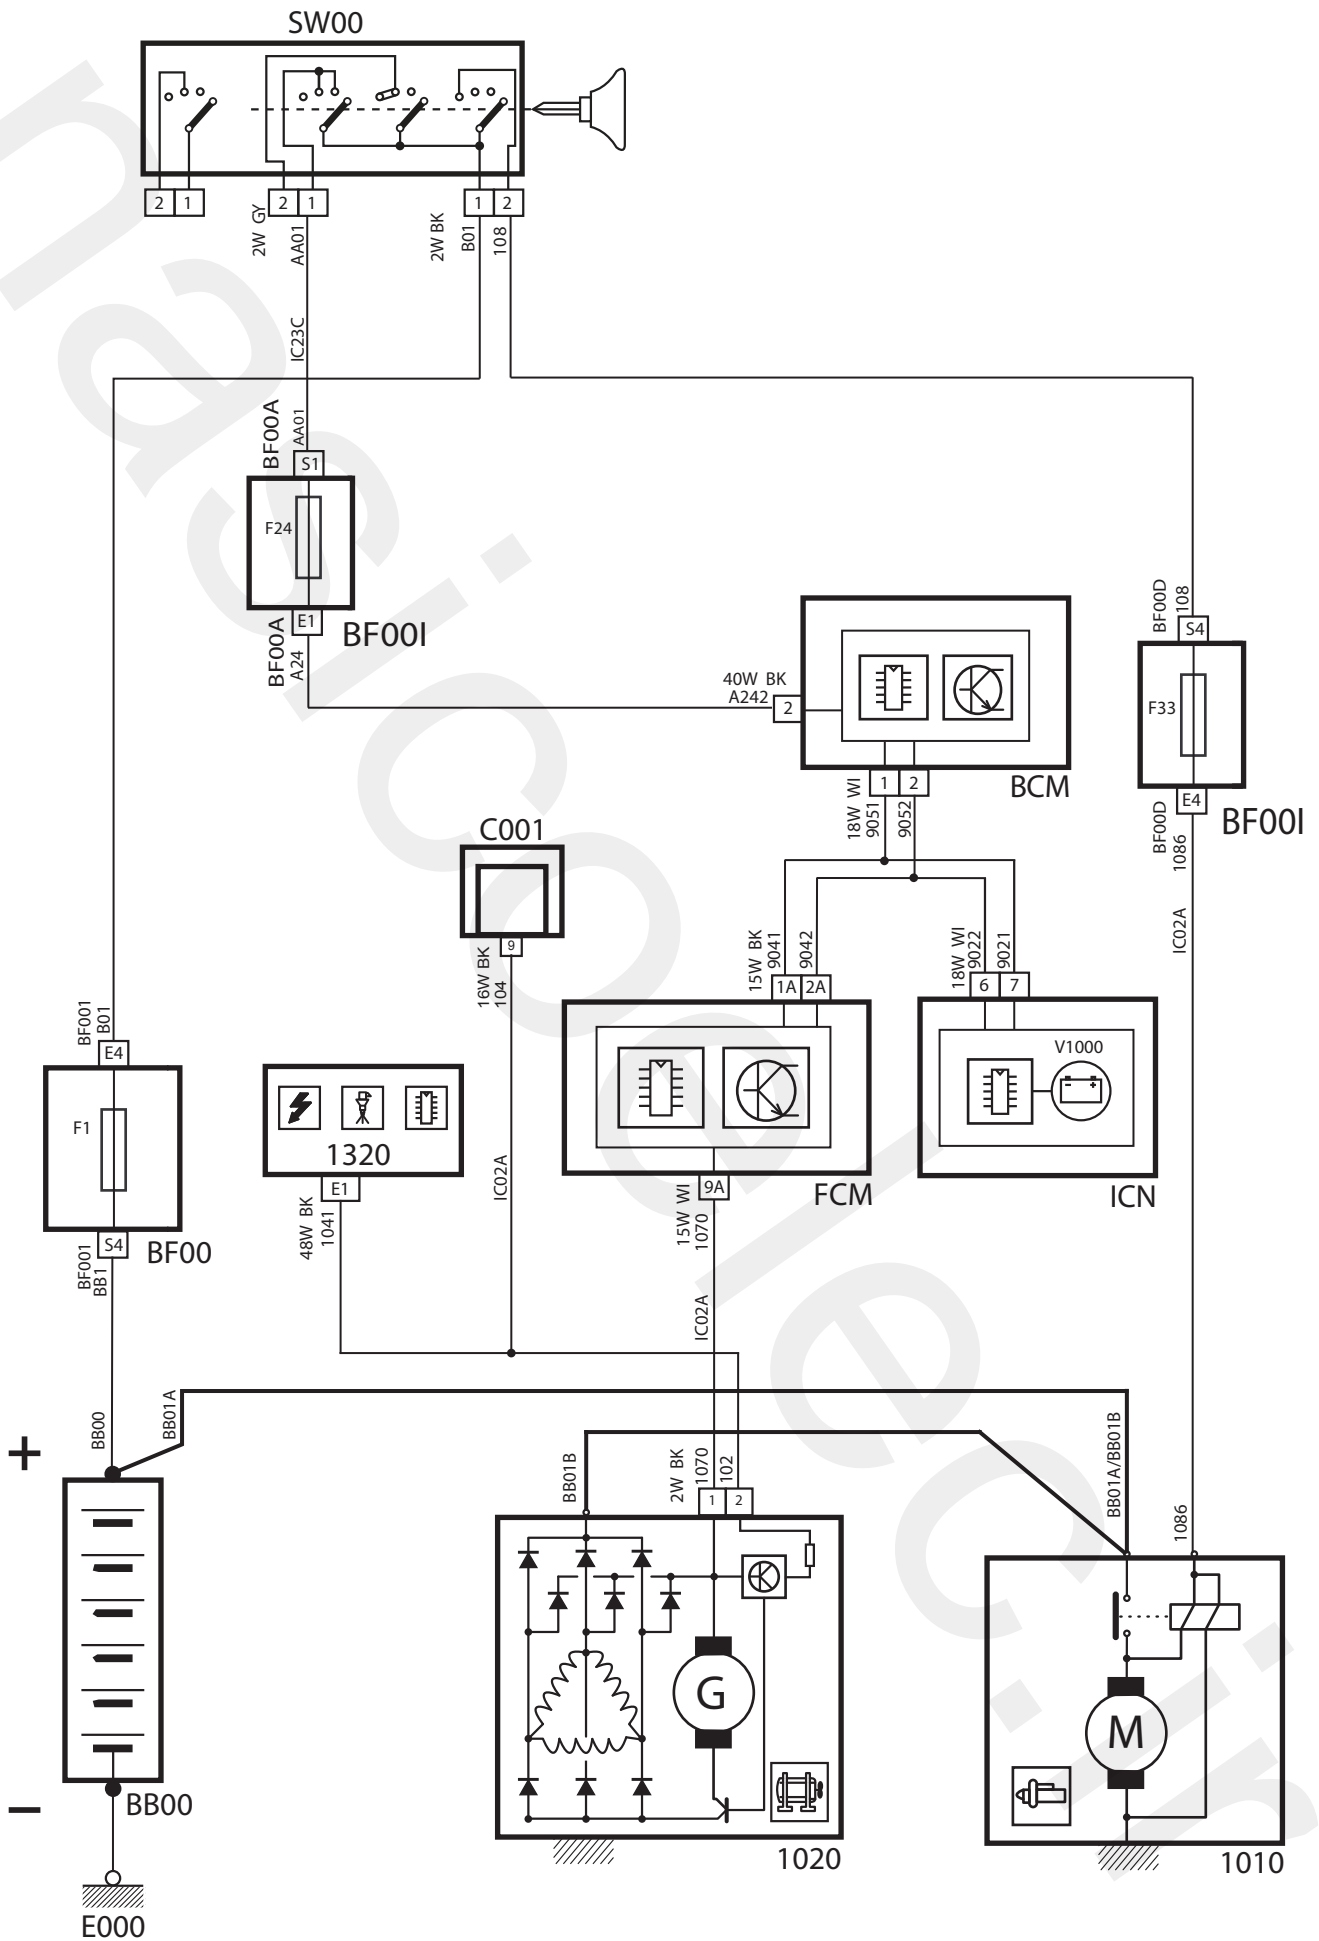 SW00
2 1
2 1
1 2
2W GY
AA01
2W BK
B01
108
IC23C
BF00A
AA01
S1
F24
E1
BF00I
BF00A
A24
40W BK
A242
2
BCM
1 2
18W WI
9051
9052
BF00D
108
S4
F33
E4
BF00I
BF00D
1086
IC02A
C001
9
16W BK
104
15W BK
9041
9042
1A 2A
18W WI
9022
9021
6 7
V1000
- +
ICN
FCM
9A
15W WI
1070
IC02A
BF001
B01
E4
F1
S4
BF00
BF001
BB1
1320
E1
48W BK
1041
IC02A
BB00
BB01A
+
−
BB00
E000
BB01B
2W BK
1070
102
1 2
G
1020
BB01A/BB01B
1086
M
1010
nasircelec.ir